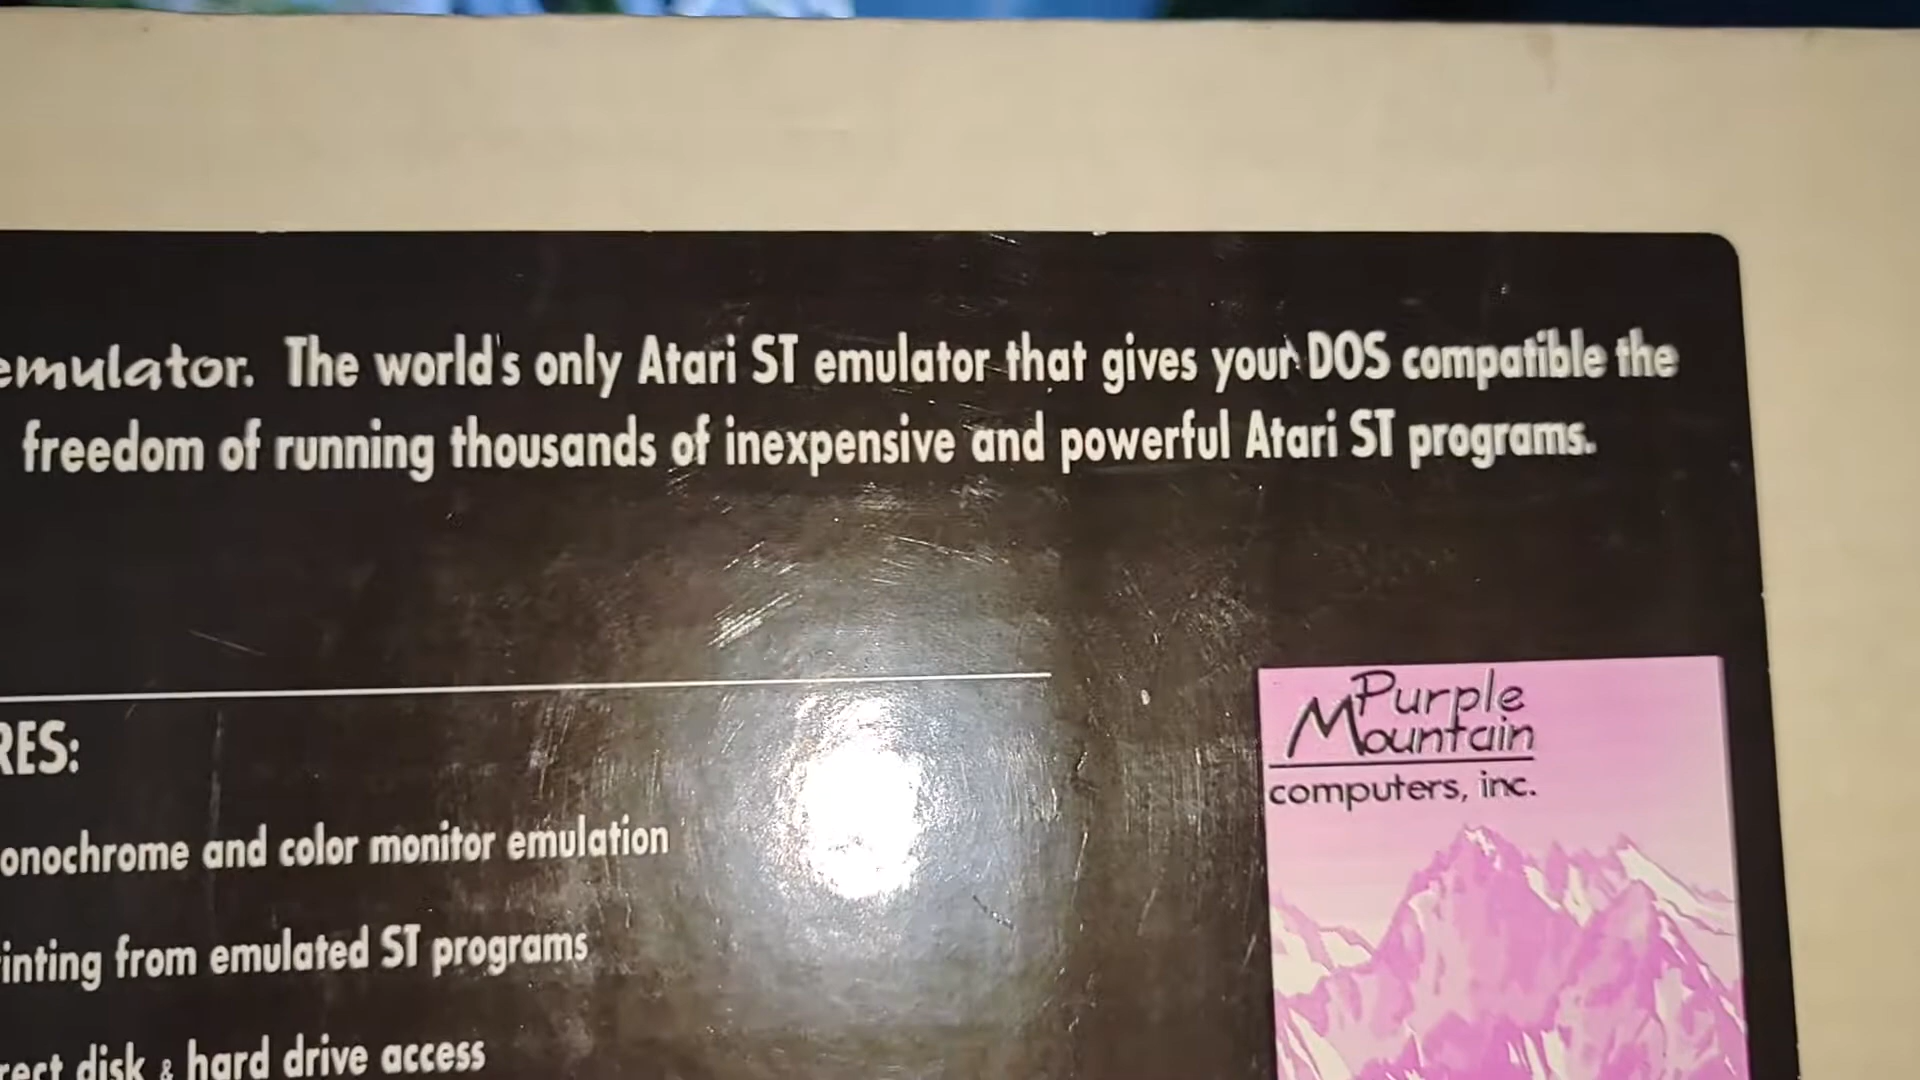 emulator. The world's only Atari ST emulator that gives your DOS compatible the
freedom of running thousands of inexpensive and powerful Atari ST programs.
Purple
Mountain
computers, inc.
RES:
onochrome and color monitor emulation
inting from emulated ST programs
rect disk & hard drive access